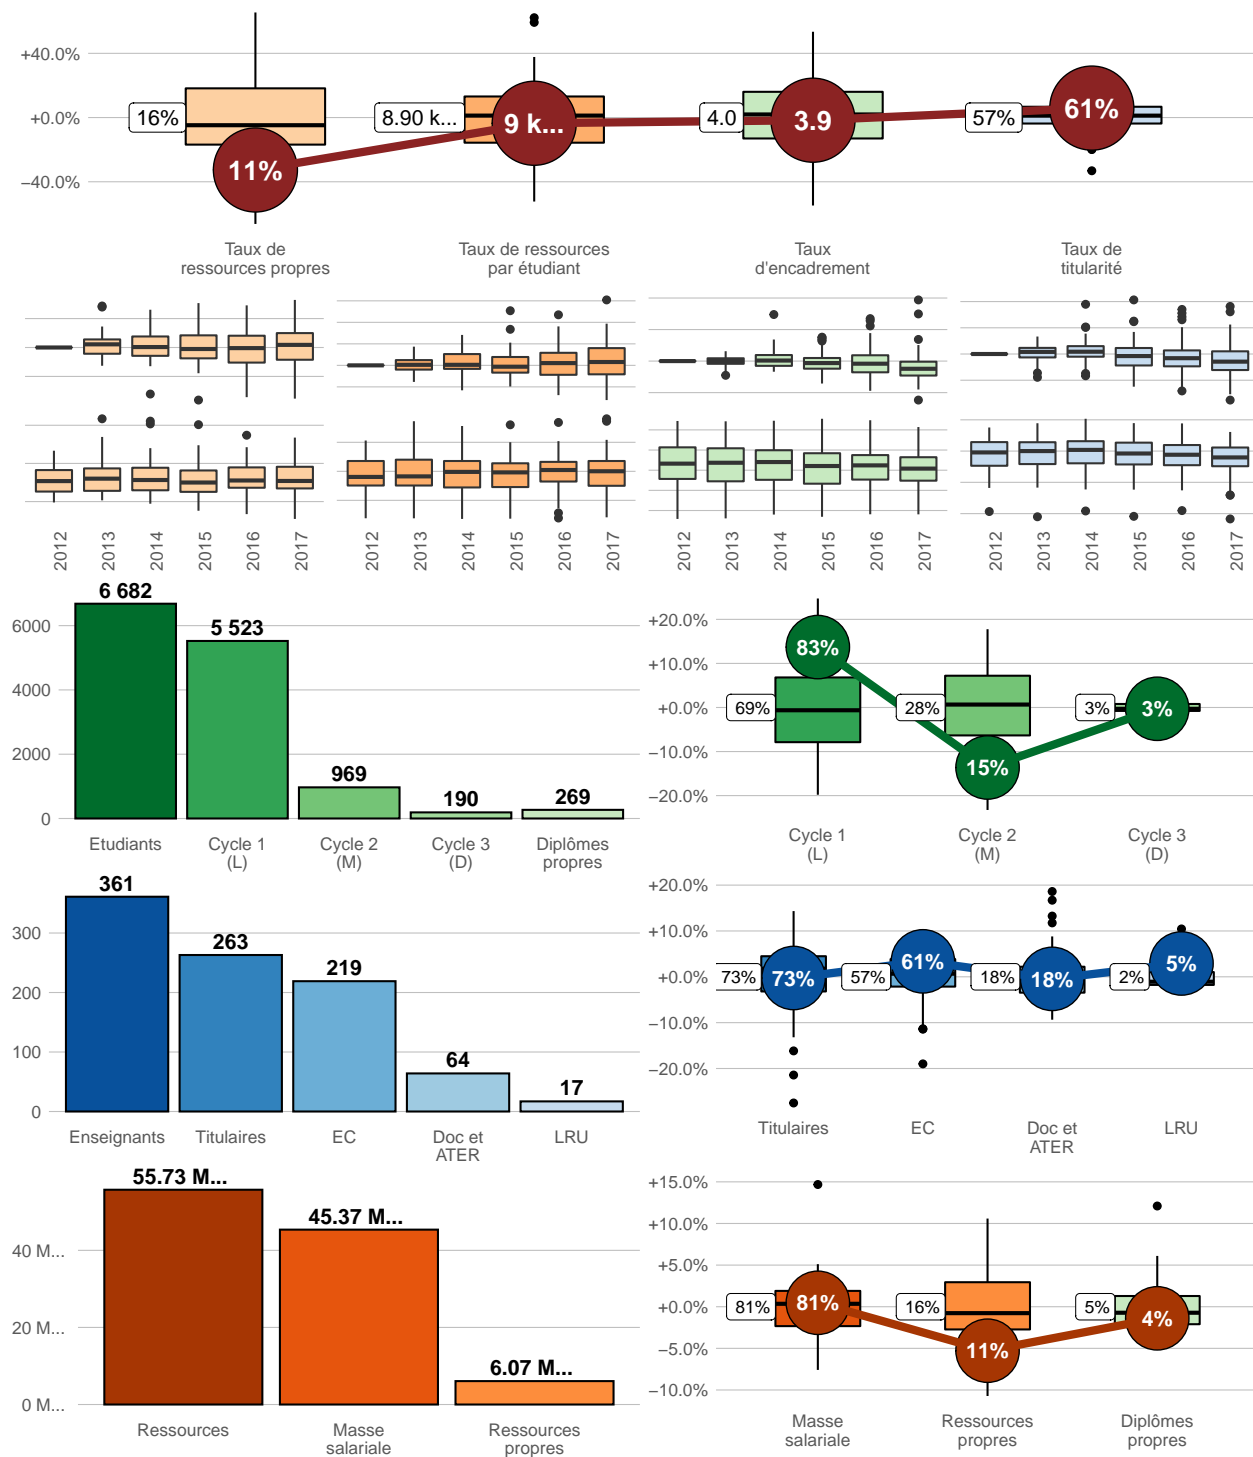 +40.0%
+0.0%
−40.0%
16%
8.90 k...
4.0
57%
11%
9 k...
3.9
61%
Taux de
ressources propres
Taux de ressources
par étudiant
Taux
d'encadrement
Taux de
titularité
2012
2013
2014
2015
2016
2017
2012
2013
2014
2015
2016
2017
2012
2013
2014
2015
2016
2017
2012
2013
2014
2015
2016
2017
6000
4000
2000
0
6 682
5 523
969
190
269
Etudiants
Cycle 1
(L)
Cycle 2
(M)
Cycle 3
(D)
Diplômes
propres
+20.0%
+10.0%
+0.0%
−10.0%
−20.0%
69%
83%
28%
15%
3%
3%
Cycle 1
(L)
Cycle 2
(M)
Cycle 3
(D)
300
200
100
0
361
263
219
64
17
Enseignants
Titulaires
EC
Doc et
ATER
LRU
+20.0%
+10.0%
+0.0%
−10.0%
−20.0%
73%
73%
57%
61%
18%
18%
2%
5%
Titulaires
EC
Doc et
ATER
LRU
40 M...
20 M...
0 M...
55.73 M...
45.37 M...
6.07 M...
Ressources
Masse
salariale
Ressources
propres
+15.0%
+10.0%
+5.0%
+0.0%
−5.0%
−10.0%
81%
81%
16%
11%
5%
4%
Masse
salariale
Ressources
propres
Diplômes
propres